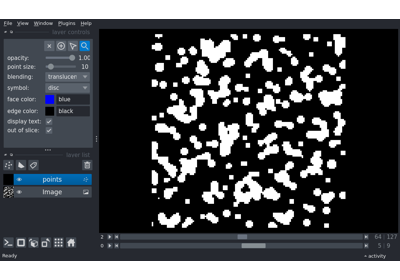 File View Window Plugins Help
layer controls
opacity: 1.00
point size: 10
blending: translucen
symbol: disc
face color: blue
edge color: black
display text:
out of slice:
layer list
points
Image
2 64 127
0 5 9
Ready activity